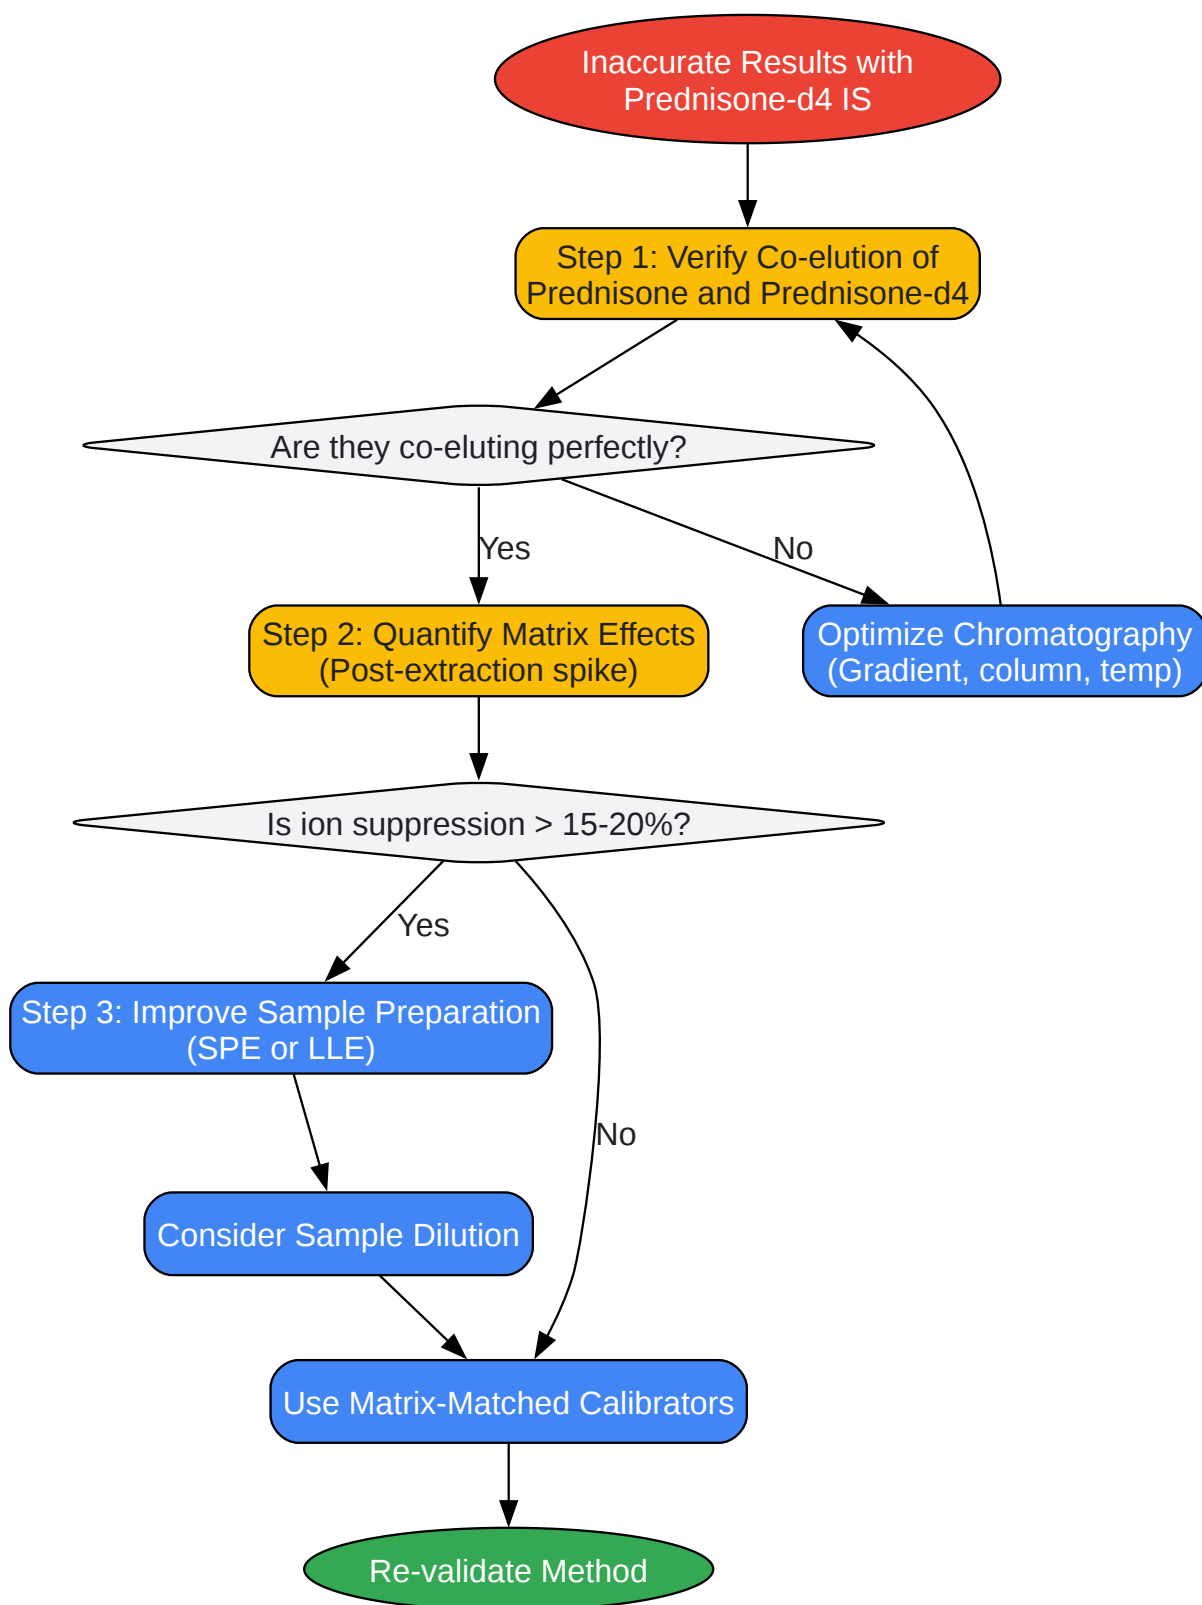 Inaccurate Results with
Prednisone-d4 IS
Step 1: Verify Co-elution of
Prednisone and Prednisone-d4
Are they co-eluting perfectly?
Yes
No
Step 2: Quantify Matrix Effects
(Post-extraction spike)
Optimize Chromatography
(Gradient, column, temp)
Is ion suppression > 15-20%?
Yes
Step 3: Improve Sample Preparation
(SPE or LLE)
No
Consider Sample Dilution
Use Matrix-Matched Calibrators
Re-validate Method